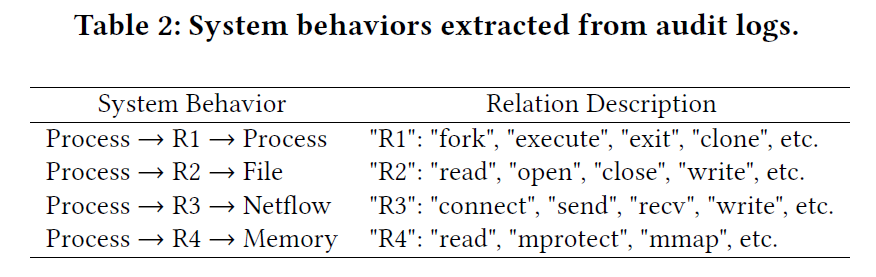 Table 2: System behaviors extracted from audit logs.
System Behavior Relation Description
Process → R1 → Process "R1": "fork", "execute", "exit", "clone", etc.
Process → R2 → File "R2": "read", "open", "close", "write", etc.
Process → R3 → Netflow "R3": "connect", "send", "recv", "write", etc.
Process → R4 → Memory "R4": "read", "mprotect", "mmap", etc.